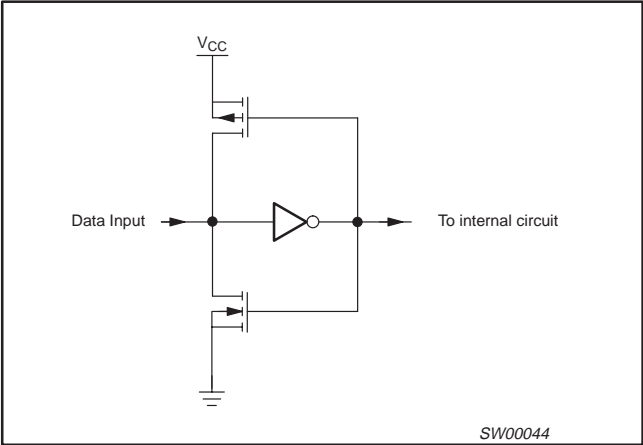 VCC
Data Input
To internal circuit
SW00044